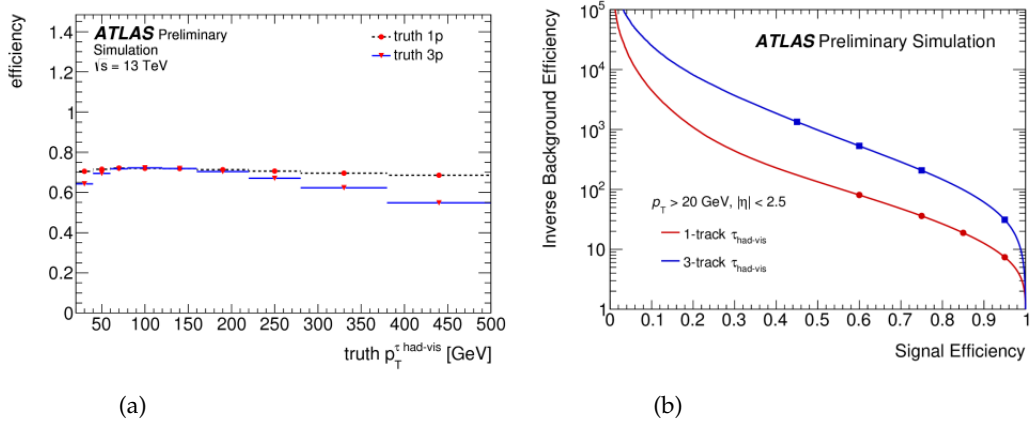 efficiency
1.4
1.2
1
0.8
0.6
0.4
0.2
0
ATLAS Preliminary
Simulation
√s = 13 TeV
truth 1p
truth 3p
50 100 150 200 250 300 350 400 450 500
truth p_T^{τ had-vis} [GeV]
(a)
Inverse Background Efficiency
10^5
10^4
10^3
10^2
10
1
ATLAS Preliminary Simulation
p_T > 20 GeV, |η| < 2.5
1-track τ_{had-vis}
3-track τ_{had-vis}
0 0.1 0.2 0.3 0.4 0.5 0.6 0.7 0.8 0.9 1
Signal Efficiency
(b)